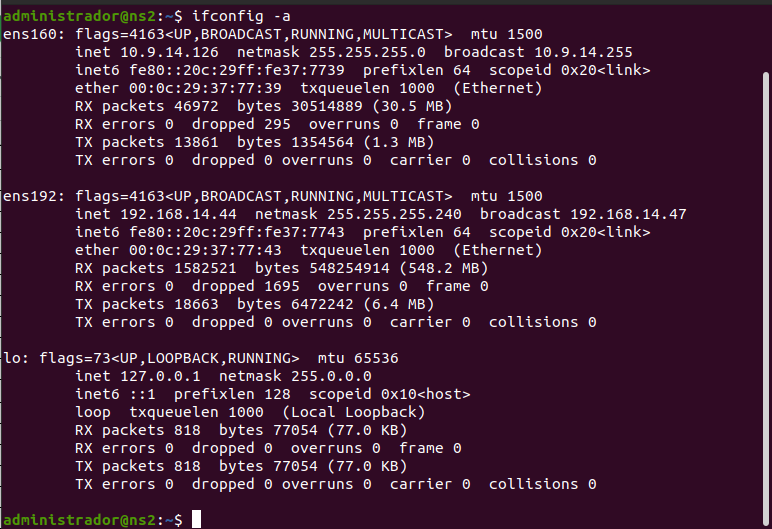 administrador@ns2:~$ ifconfig -a
ens160: flags=4163<UP,BROADCAST,RUNNING,MULTICAST>  mtu 1500
        inet 10.9.14.126  netmask 255.255.255.0  broadcast 10.9.14.255
        inet6 fe80::20c:29ff:fe37:7739  prefixlen 64  scopeid 0x20<link>
        ether 00:0c:29:37:77:39  txqueuelen 1000  (Ethernet)
        RX packets 46972  bytes 30514889 (30.5 MB)
        RX errors 0  dropped 295  overruns 0  frame 0
        TX packets 13861  bytes 1354564 (1.3 MB)
        TX errors 0  dropped 0 overruns 0  carrier 0  collisions 0

ens192: flags=4163<UP,BROADCAST,RUNNING,MULTICAST>  mtu 1500
        inet 192.168.14.44  netmask 255.255.255.240  broadcast 192.168.14.47
        inet6 fe80::20c:29ff:fe37:7743  prefixlen 64  scopeid 0x20<link>
        ether 00:0c:29:37:77:43  txqueuelen 1000  (Ethernet)
        RX packets 1582521  bytes 548254914 (548.2 MB)
        RX errors 0  dropped 1695  overruns 0  frame 0
        TX packets 18663  bytes 6472242 (6.4 MB)
        TX errors 0  dropped 0 overruns 0  carrier 0  collisions 0

lo: flags=73<UP,LOOPBACK,RUNNING>  mtu 65536
        inet 127.0.0.1  netmask 255.0.0.0
        inet6 ::1  prefixlen 128  scopeid 0x10<host>
        loop  txqueuelen 1000  (Local Loopback)
        RX packets 818  bytes 77054 (77.0 KB)
        RX errors 0  dropped 0  overruns 0  frame 0
        TX packets 818  bytes 77054 (77.0 KB)
        TX errors 0  dropped 0 overruns 0  carrier 0  collisions 0

administrador@ns2:~$